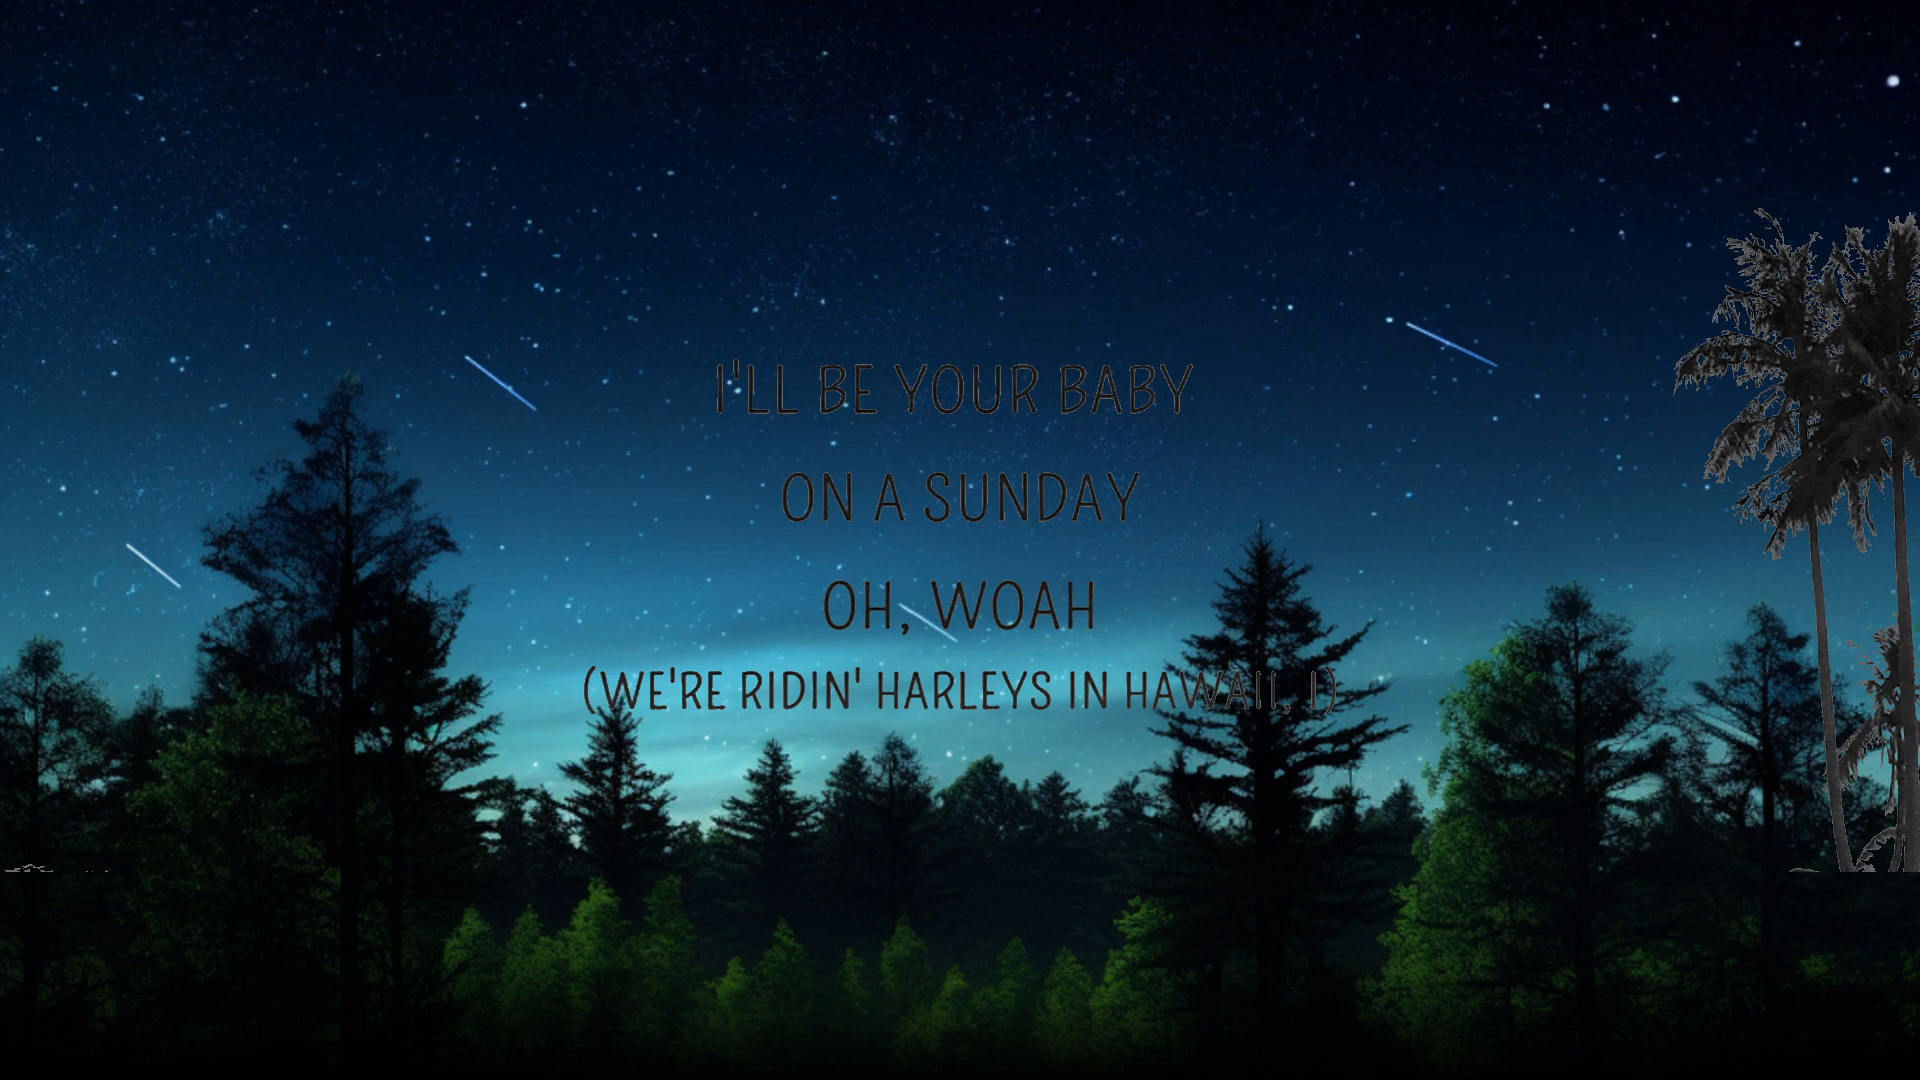 I'LL BE YOUR BABY
ON A SUNDAY
OH, WOAH
(WE'RE RIDIN' HARLEYS IN HAWAII, I)